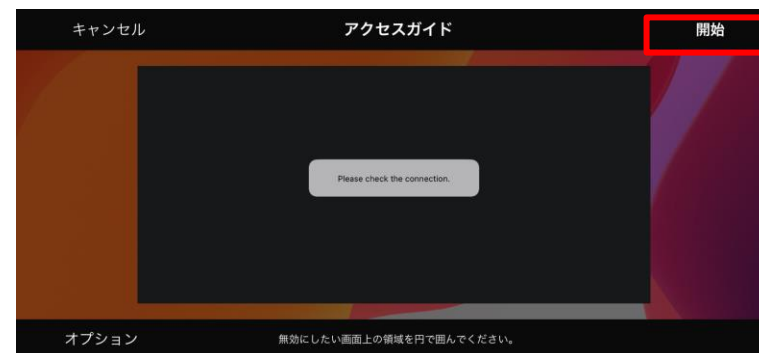 キャンセル
アクセスガイド
開始
Please check the connection.
オプション
無効にしたい画面上の領域を円で囲んでください。